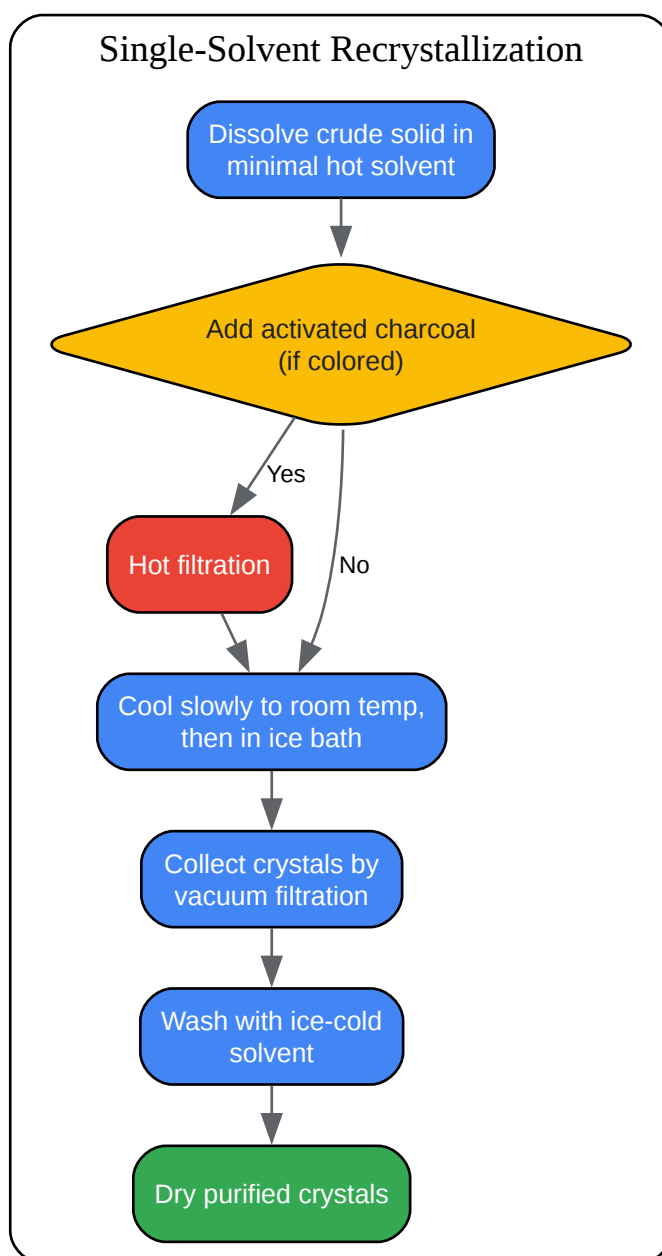 Single-Solvent Recrystallization
Dissolve crude solid in
minimal hot solvent
Add activated charcoal
(if colored)
Yes
Hot filtration
No
Cool slowly to room temp,
then in ice bath
Collect crystals by
vacuum filtration
Wash with ice-cold
solvent
Dry purified crystals